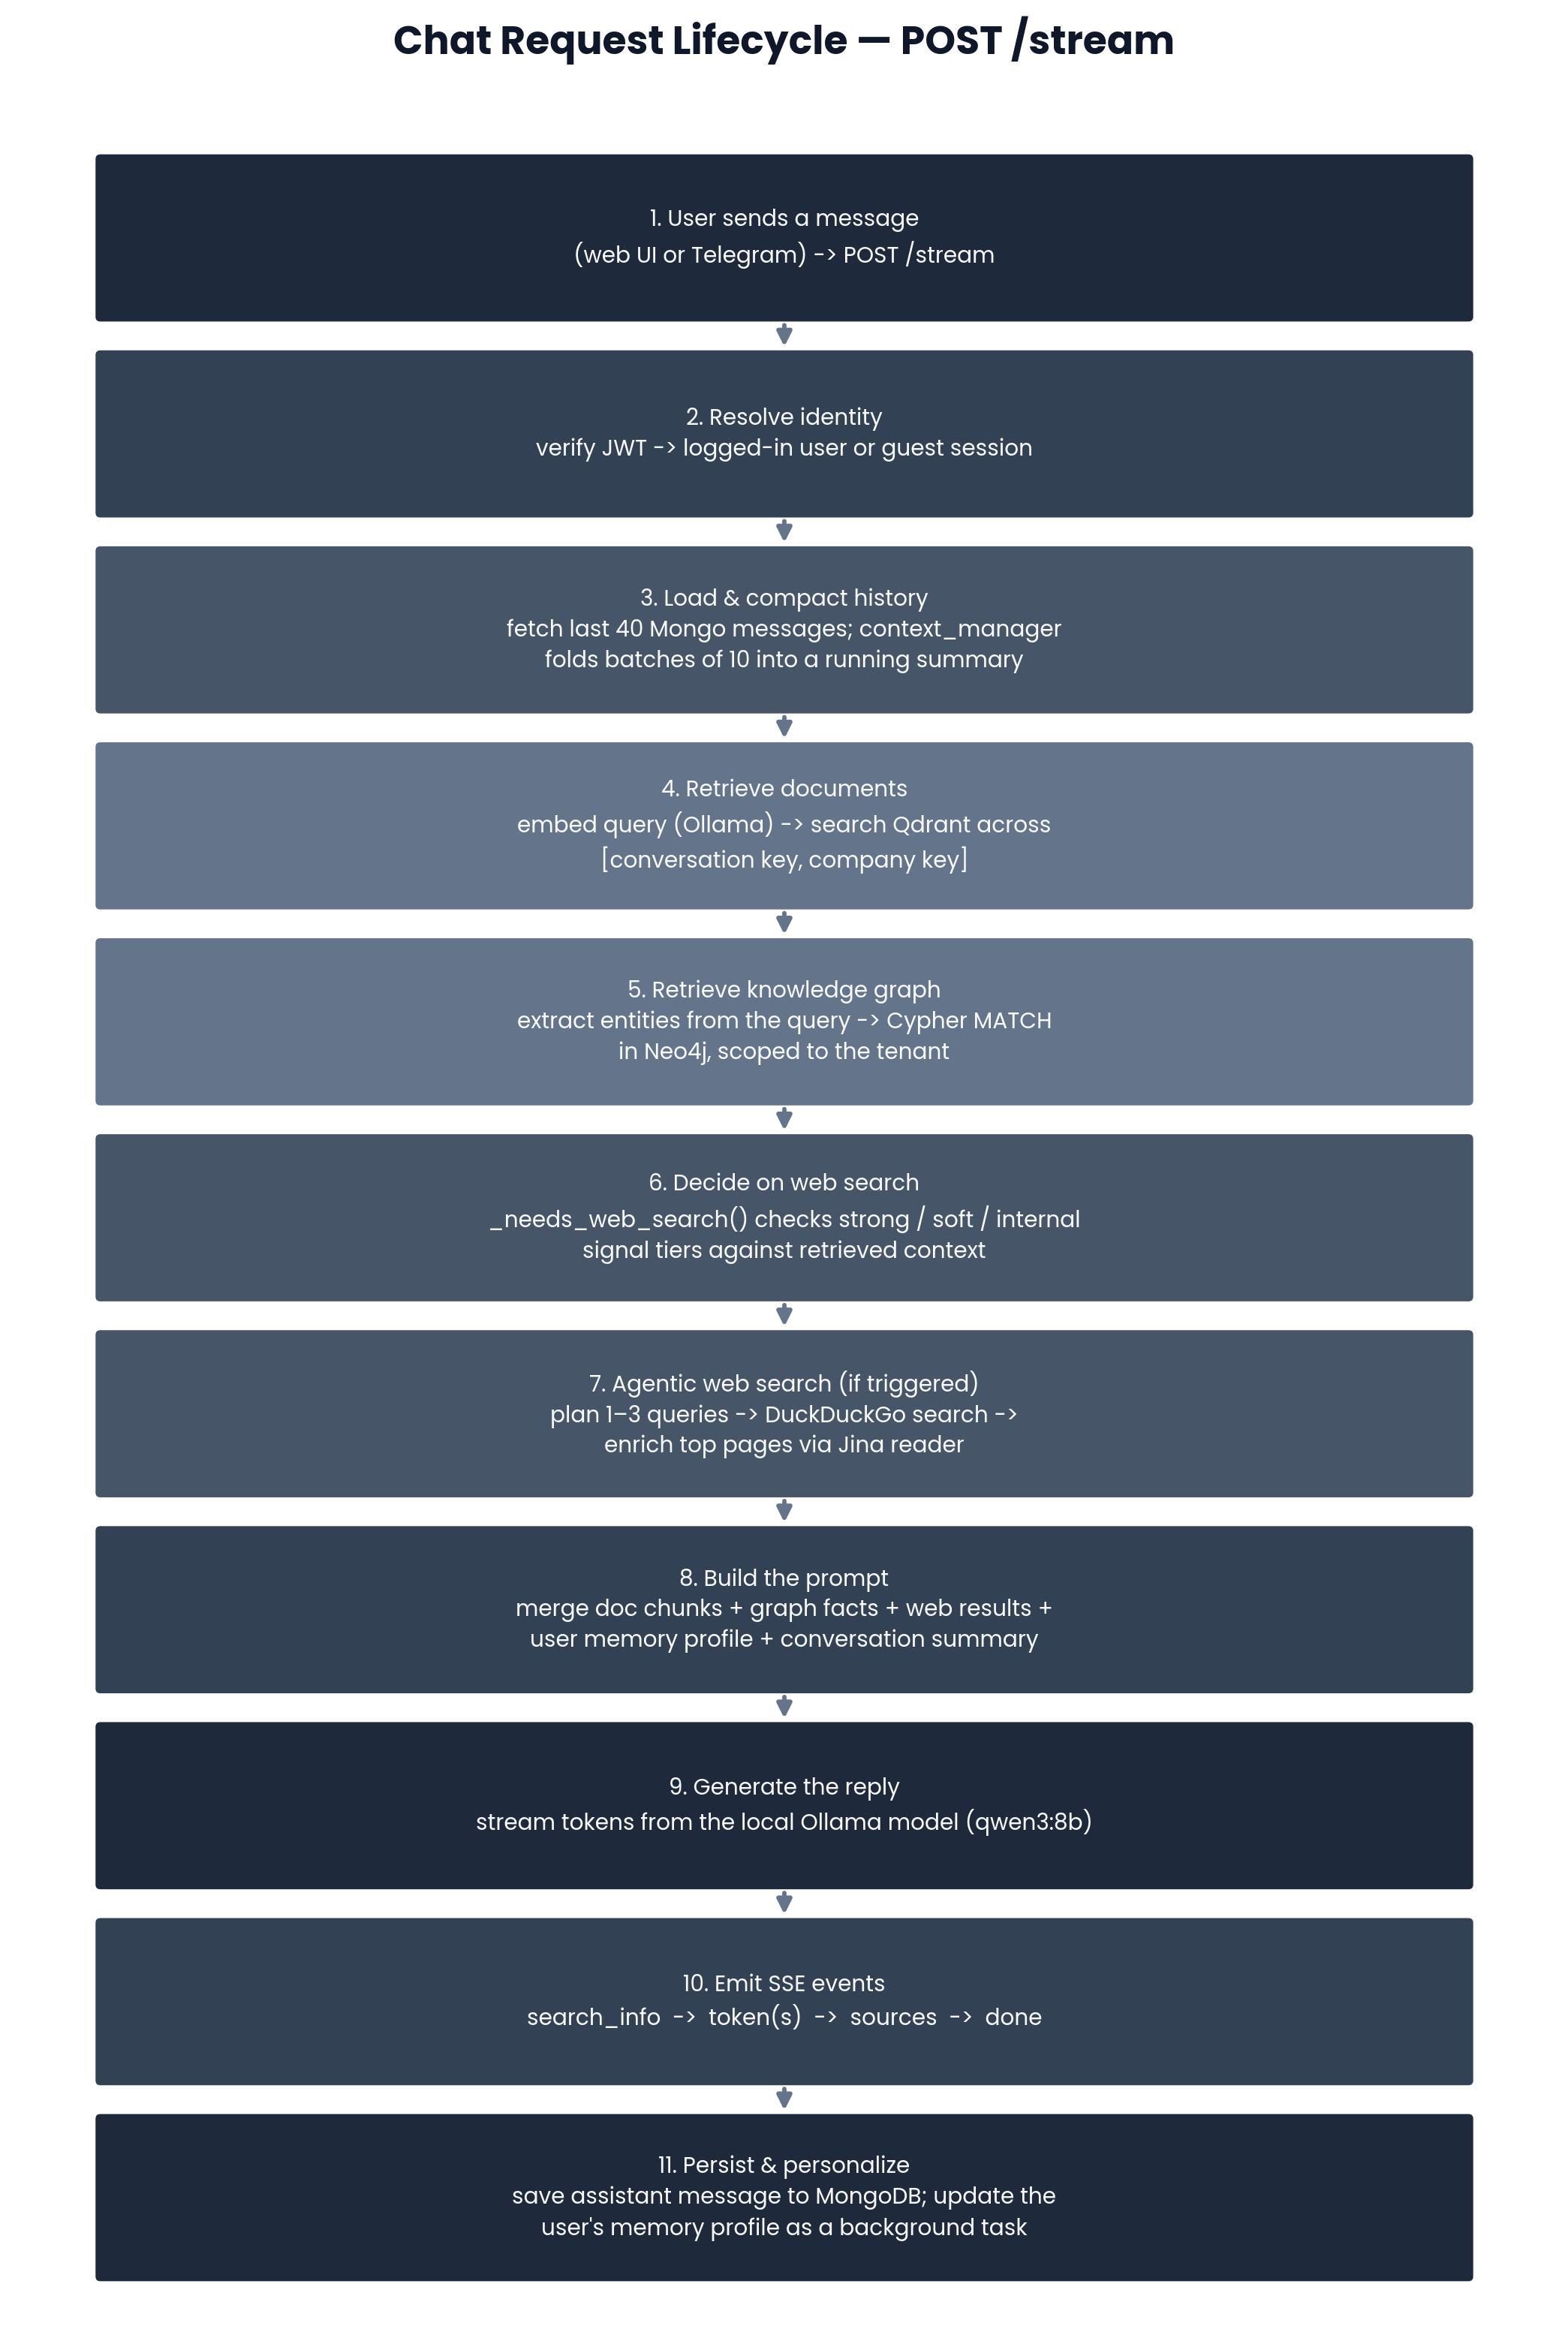 Chat Request Lifecycle — POST /stream
1. User sends a message
(web UI or Telegram) -> POST /stream
2. Resolve identity
verify JWT -> logged-in user or guest session
3. Load & compact history
fetch last 40 Mongo messages; context_manager
folds batches of 10 into a running summary
4. Retrieve documents
embed query (Ollama) -> search Qdrant across
[conversation key, company key]
5. Retrieve knowledge graph
extract entities from the query -> Cypher MATCH
in Neo4j, scoped to the tenant
6. Decide on web search
_needs_web_search() checks strong / soft / internal
signal tiers against retrieved context
7. Agentic web search (if triggered)
plan 1–3 queries -> DuckDuckGo search ->
enrich top pages via Jina reader
8. Build the prompt
merge doc chunks + graph facts + web results +
user memory profile + conversation summary
9. Generate the reply
stream tokens from the local Ollama model (qwen3:8b)
10. Emit SSE events
search_info -> token(s) -> sources -> done
11. Persist & personalize
save assistant message to MongoDB; update the
user's memory profile as a background task